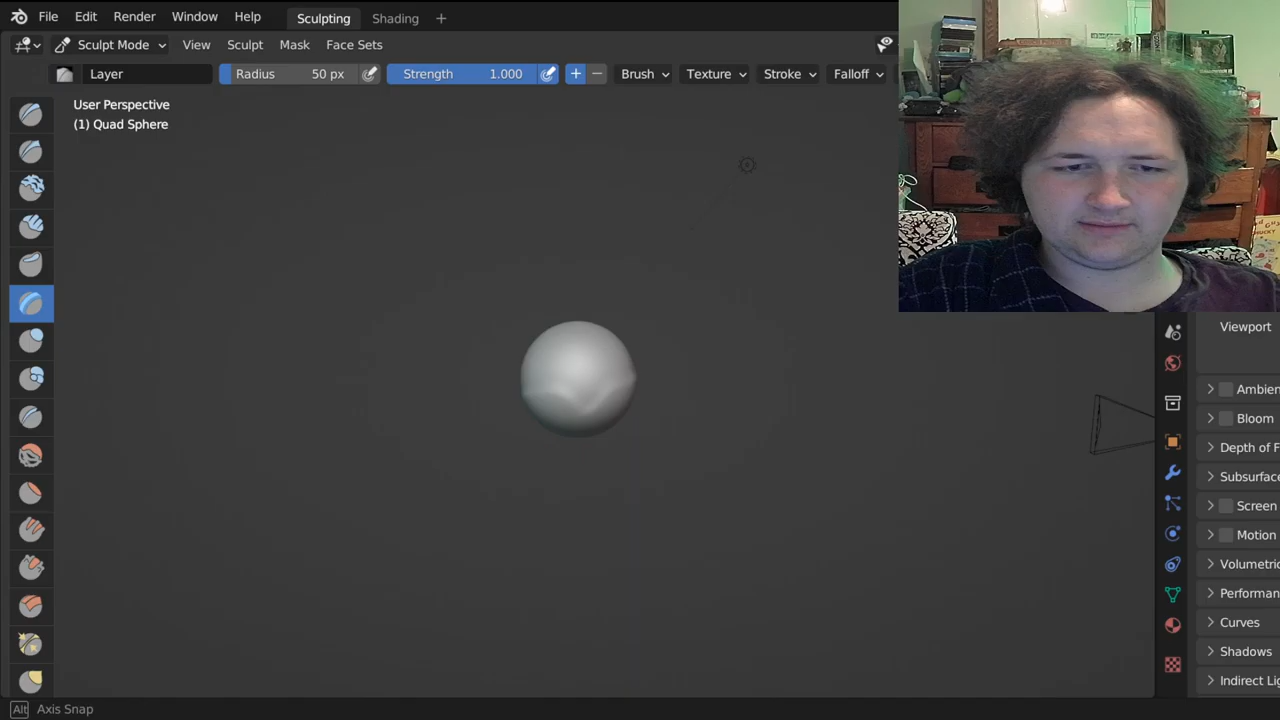 File Edit Render Window Help Sculpting Shading +
Sculpt Mode View Sculpt Mask Face Sets
Layer Radius 50 px Strength 1.000 Brush Texture Stroke Falloff
User Perspective
(1) Quad Sphere
Viewport
Ambien
Bloom
Depth of F
Subsurface
Screen
Motion
Volumetric
Performan
Curves
Shadows
Indirect Lig
Alt Axis Snap